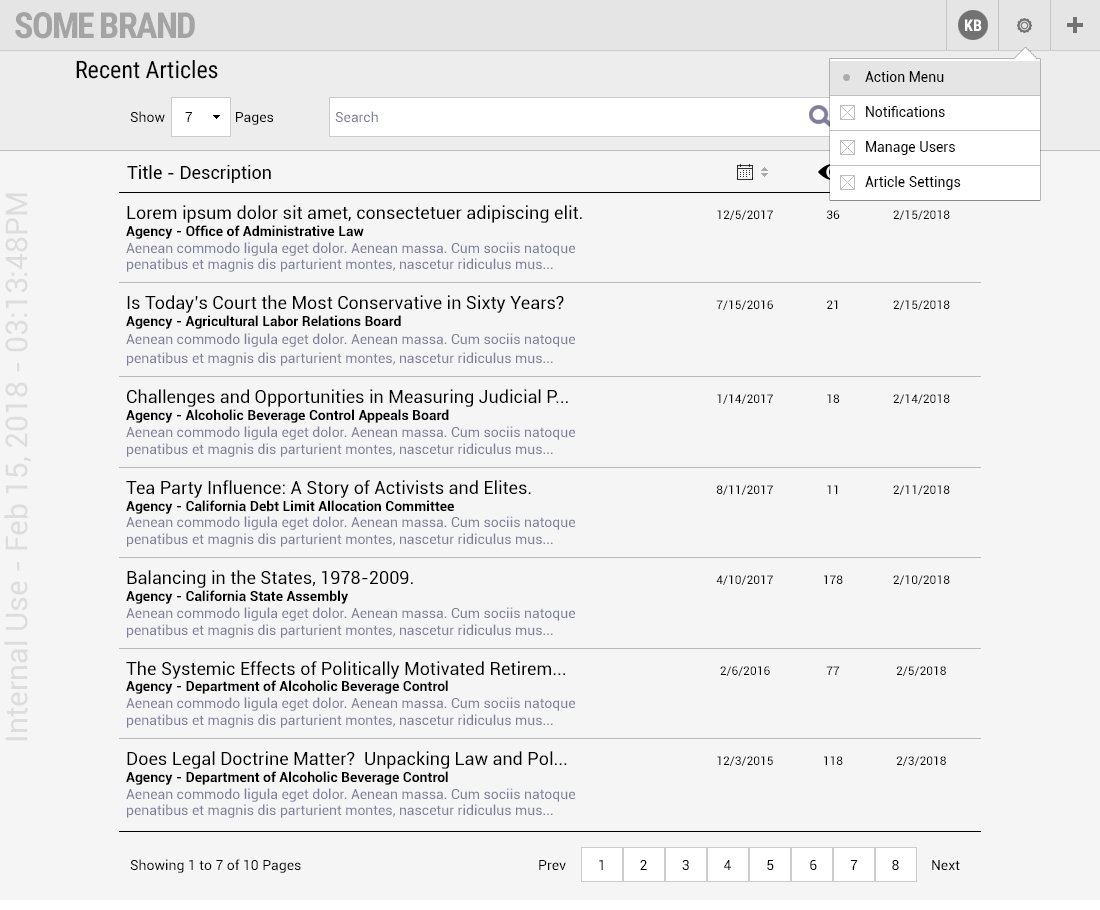 SOME BRAND
KB
Recent Articles
Action Menu
Notifications
Manage Users
Article Settings
Show 7 Pages
Search
Title - Description
Lorem ipsum dolor sit amet, consectetuer adipiscing elit. 12/5/2017 36 2/15/2018
Agency - Office of Administrative Law
Aenean commodo ligula eget dolor. Aenean massa. Cum sociis natoque
penatibus et magnis dis parturient montes, nascetur ridiculus mus...
Is Today's Court the Most Conservative in Sixty Years? 7/15/2016 21 2/15/2018
Agency - Agricultural Labor Relations Board
Aenean commodo ligula eget dolor. Aenean massa. Cum sociis natoque
penatibus et magnis dis parturient montes, nascetur ridiculus mus...
Challenges and Opportunities in Measuring Judicial P... 1/14/2017 18 2/14/2018
Agency - Alcoholic Beverage Control Appeals Board
Aenean commodo ligula eget dolor. Aenean massa. Cum sociis natoque
penatibus et magnis dis parturient montes, nascetur ridiculus mus...
Tea Party Influence: A Story of Activists and Elites. 8/11/2017 11 2/11/2018
Agency - California Debt Limit Allocation Committee
Aenean commodo ligula eget dolor. Aenean massa. Cum sociis natoque
penatibus et magnis dis parturient montes, nascetur ridiculus mus...
Balancing in the States, 1978-2009. 4/10/2017 178 2/10/2018
Agency - California State Assembly
Aenean commodo ligula eget dolor. Aenean massa. Cum sociis natoque
penatibus et magnis dis parturient montes, nascetur ridiculus mus...
The Systemic Effects of Politically Motivated Retirem... 2/6/2016 77 2/5/2018
Agency - Department of Alcoholic Beverage Control
Aenean commodo ligula eget dolor. Aenean massa. Cum sociis natoque
penatibus et magnis dis parturient montes, nascetur ridiculus mus...
Does Legal Doctrine Matter?  Unpacking Law and Pol... 12/3/2015 118 2/3/2018
Agency - Department of Alcoholic Beverage Control
Aenean commodo ligula eget dolor. Aenean massa. Cum sociis natoque
penatibus et magnis dis parturient montes, nascetur ridiculus mus...
Showing 1 to 7 of 10 Pages
Prev 1 2 3 4 5 6 7 8 Next
Internal Use - Feb 15, 2018 - 03:13:48PM